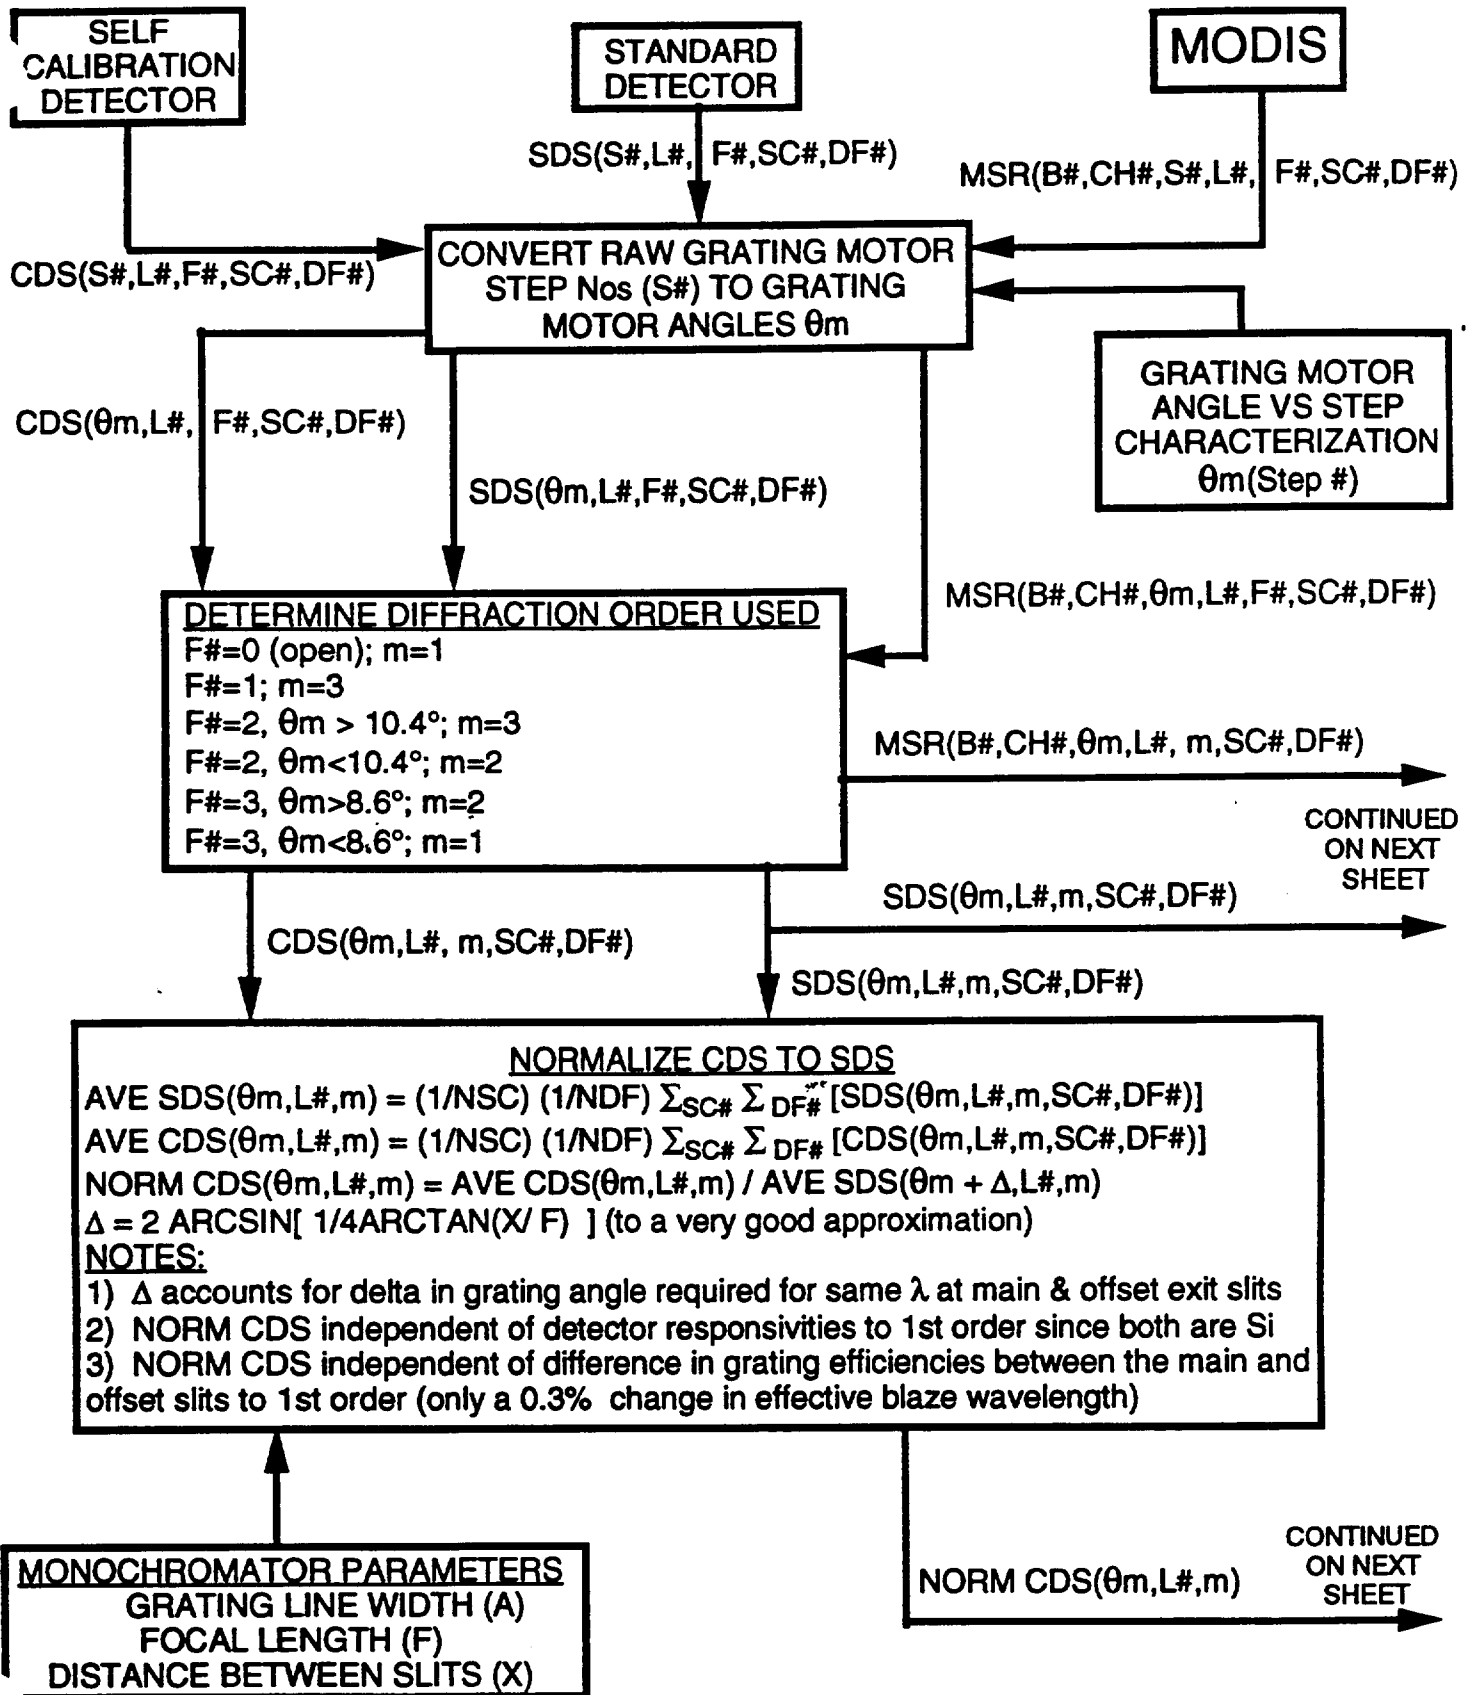 SELF
CALIBRATION
DETECTOR
STANDARD
DETECTOR
MODIS
SDS(S#,L#, F#,SC#,DF#)
MSR(B#,CH#,S#,L#, F#,SC#,DF#)
CDS(S#,L#,F#,SC#,DF#)
CONVERT RAW GRATING MOTOR
STEP Nos (S#) TO GRATING
MOTOR ANGLES θm
GRATING MOTOR
ANGLE VS STEP
CHARACTERIZATION
θm(Step #)
CDS(θm,L#, F#,SC#,DF#)
SDS(θm,L#,F#,SC#,DF#)
MSR(B#,CH#,θm,L#,F#,SC#,DF#)
DETERMINE DIFFRACTION ORDER USED
F#=0 (open); m=1
F#=1; m=3
F#=2, θm > 10.4°; m=3
F#=2, θm<10.4°; m=2
F#=3, θm>8.6°; m=2
F#=3, θm<8.6°; m=1
MSR(B#,CH#,θm,L#, m,SC#,DF#)
CONTINUED
ON NEXT
SHEET
SDS(θm,L#,m,SC#,DF#)
CDS(θm,L#, m,SC#,DF#)
SDS(θm,L#,m,SC#,DF#)
NORMALIZE CDS TO SDS
AVE SDS(θm,L#,m) = (1/NSC) (1/NDF) ΣSC# Σ DF# [SDS(θm,L#,m,SC#,DF#)]
AVE CDS(θm,L#,m) = (1/NSC) (1/NDF) ΣSC# Σ DF# [CDS(θm,L#,m,SC#,DF#)]
NORM CDS(θm,L#,m) = AVE CDS(θm,L#,m) / AVE SDS(θm + Δ,L#,m)
Δ = 2 ARCSIN[ 1/4ARCTAN(X/ F) ] (to a very good approximation)
NOTES:
1) Δ accounts for delta in grating angle required for same λ at main & offset exit slits
2) NORM CDS independent of detector responsivities to 1st order since both are Si
3) NORM CDS independent of difference in grating efficiencies between the main and
offset slits to 1st order (only a 0.3% change in effective blaze wavelength)
MONOCHROMATOR PARAMETERS
GRATING LINE WIDTH (A)
FOCAL LENGTH (F)
DISTANCE BETWEEN SLITS (X)
NORM CDS(θm,L#,m)
CONTINUED
ON NEXT
SHEET